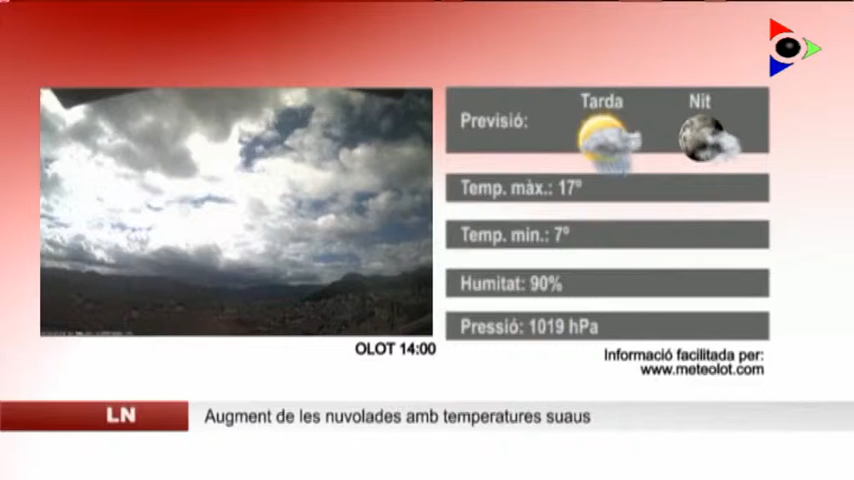 Tarda Nit
Previsió:
Temp. màx.: 17º
Temp. min.: 7º
Humitat: 90%
Pressió: 1019 hPa
OLOT 14:00
Informació facilitada per:
www.meteolot.com
LN Augment de les nuvolades amb temperatures suaus